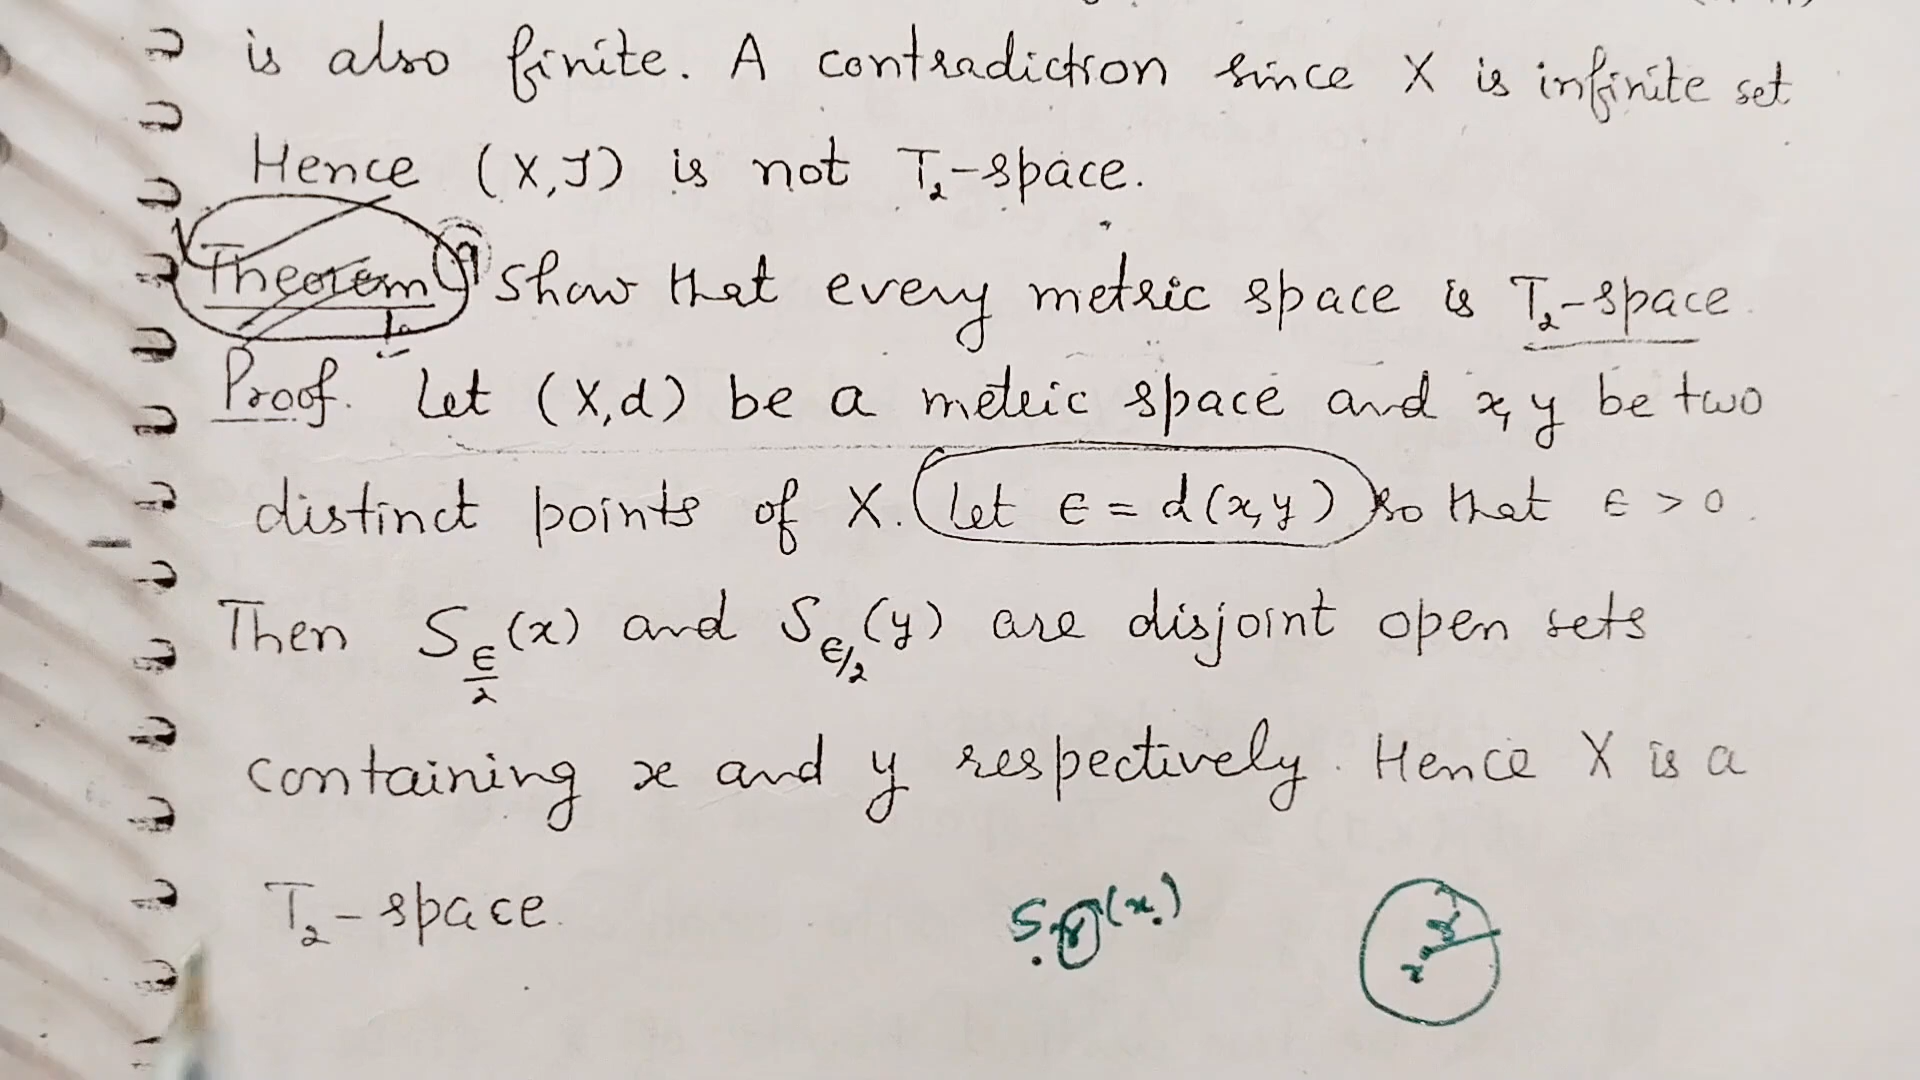 is also finite. A contradiction since X is infinite set
Hence (X,J) is not T₂-space.
Theorem Show that every metric space is T₂-space.
Proof. Let (X,d) be a metric space and x, y be two
distinct points of X. Let ϵ = d(x,y) so that ϵ > 0.
Then S_ϵ/2(x) and S_ϵ/2(y) are disjoint open sets
containing x and y respectively. Hence X is a
T₂-space.
S_r(x)
r
x